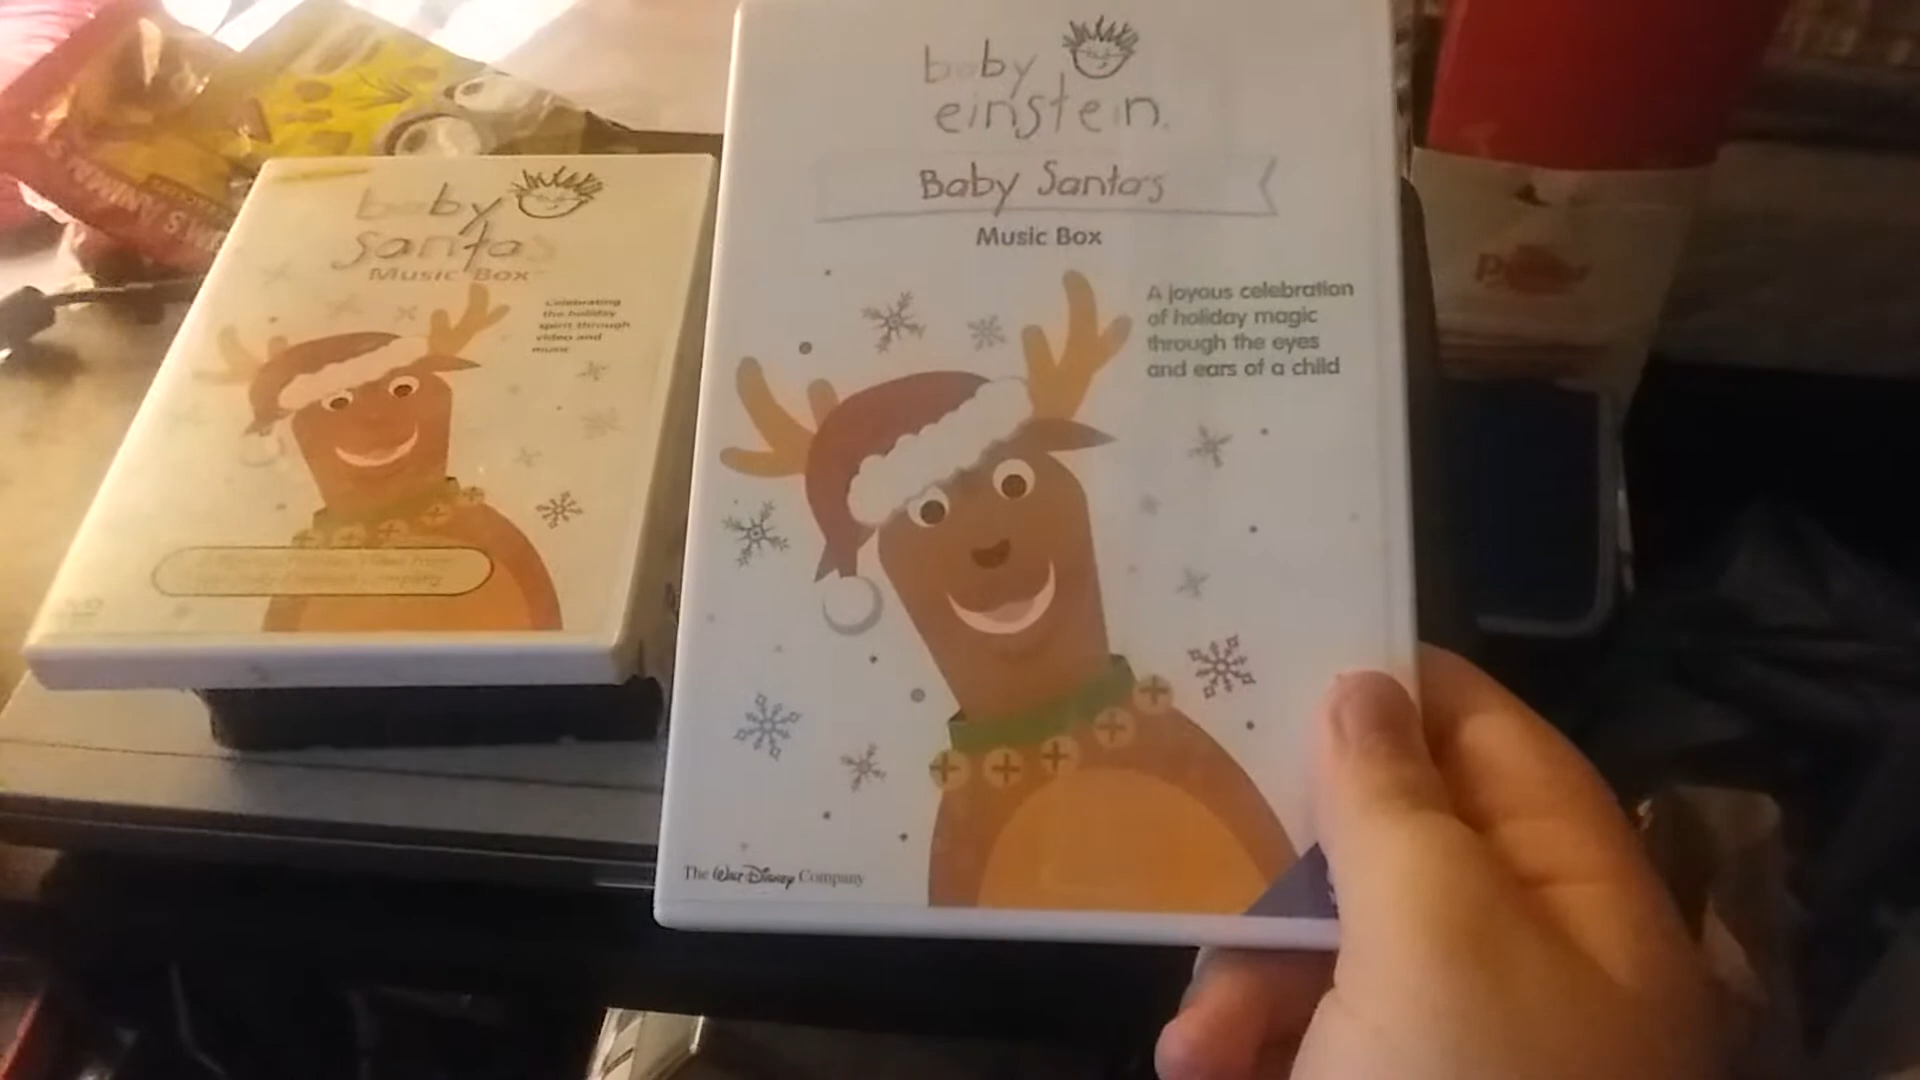 baby
santa's
Music Box
Celebrating
the holiday
spirit through
video and
music
baby
einstein.
Baby Santa's
Music Box
A joyous celebration
of holiday magic
through the eyes
and ears of a child
The Walt Disney Company